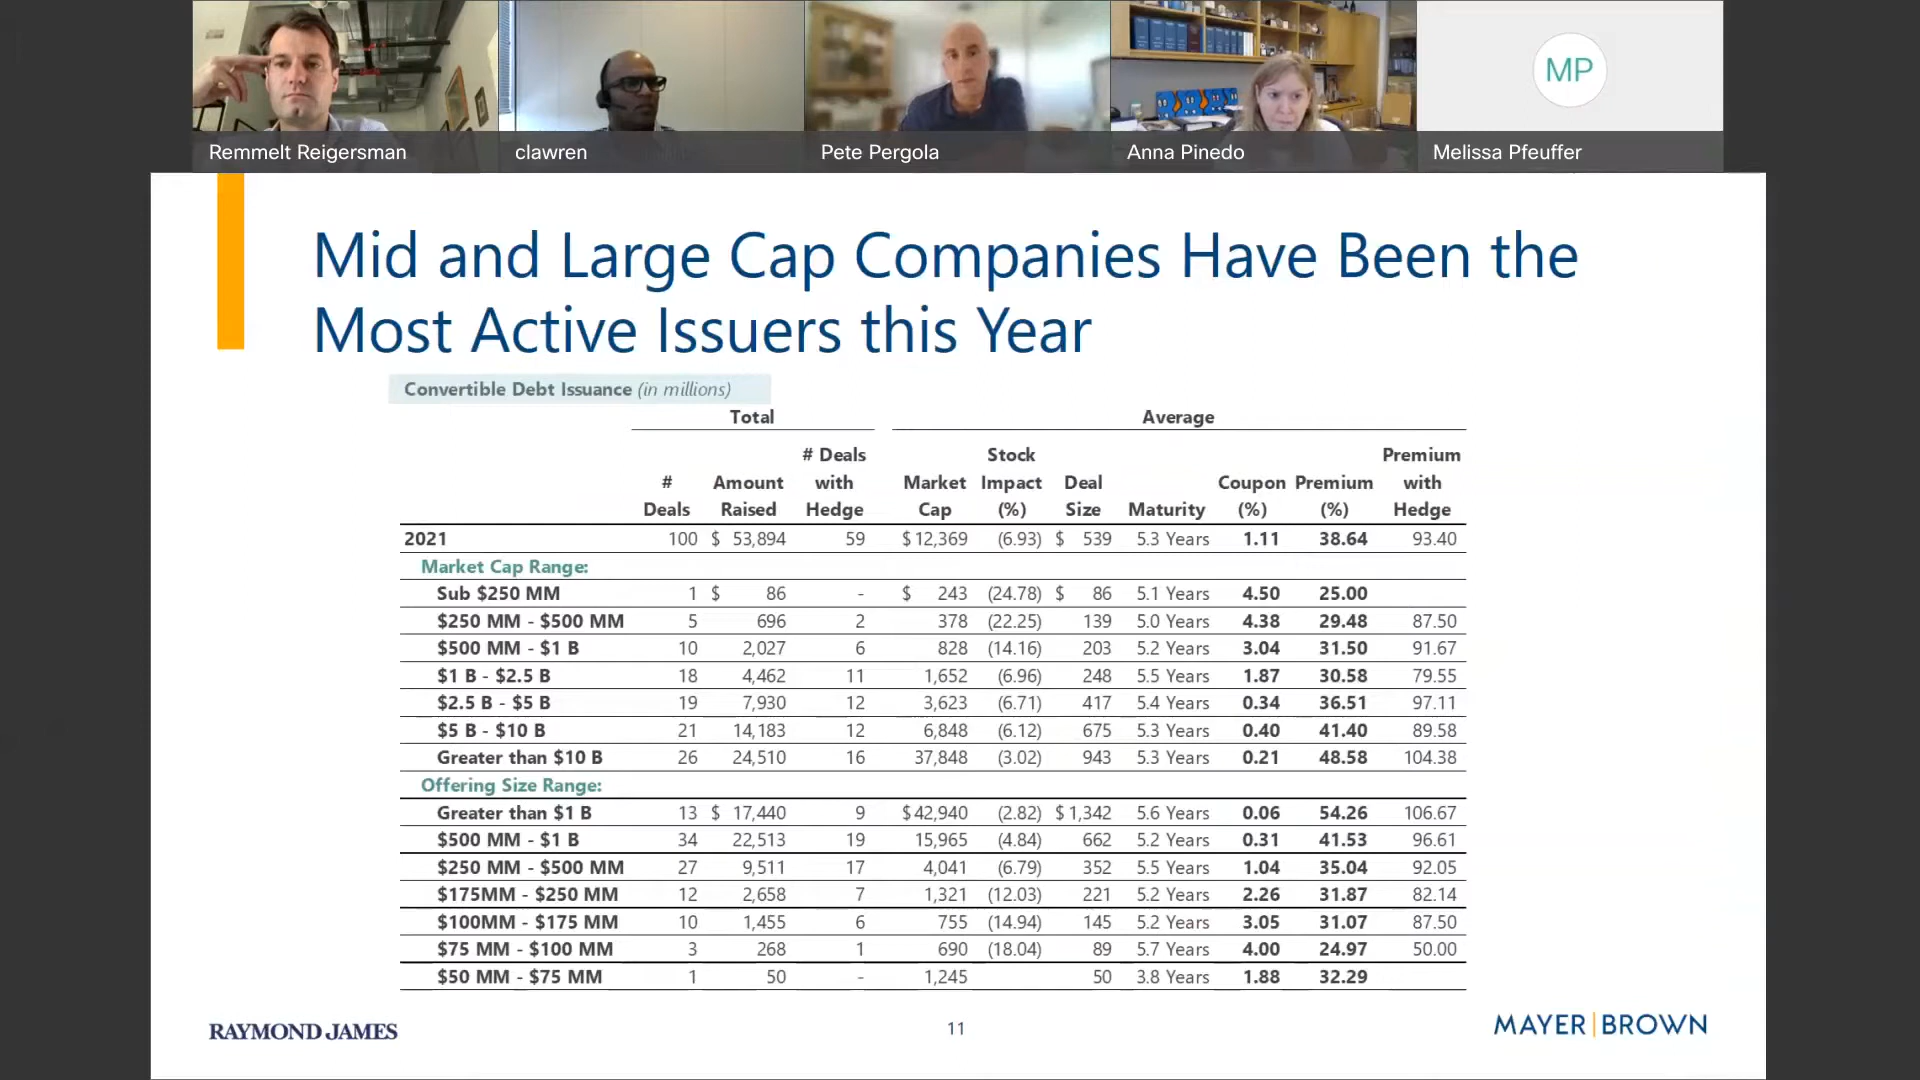 MP
Remmelt Reigersman
clawren
Pete Pergola
Anna Pinedo
Melissa Pfeuffer
Mid and Large Cap Companies Have Been the
Most Active Issuers this Year
Convertible Debt Issuance (in millions)
Total Average
# Deals Stock Premium
# Amount with Market Impact Deal Coupon Premium with
Deals Raised Hedge Cap (%) Size Maturity (%) (%) Hedge
2021 100 $ 53,894 59 $ 12,369 (6.93) $ 539 5.3 Years 1.11 38.64 93.40
Market Cap Range:
Sub $250 MM 1 $ 86 - $ 243 (24.78) $ 86 5.1 Years 4.50 25.00
$250 MM - $500 MM 5 696 2 378 (22.25) 139 5.0 Years 4.38 29.48 87.50
$500 MM - $1 B 10 2,027 6 828 (14.16) 203 5.2 Years 3.04 31.50 91.67
$1 B - $2.5 B 18 4,462 11 1,652 (6.96) 248 5.5 Years 1.87 30.58 79.55
$2.5 B - $5 B 19 7,930 12 3,623 (6.71) 417 5.4 Years 0.34 36.51 97.11
$5 B - $10 B 21 14,183 12 6,848 (6.12) 675 5.3 Years 0.40 41.40 89.58
Greater than $10 B 26 24,510 16 37,848 (3.02) 943 5.3 Years 0.21 48.58 104.38
Offering Size Range:
Greater than $1 B 13 $ 17,440 9 $ 42,940 (2.82) $ 1,342 5.6 Years 0.06 54.26 106.67
$500 MM - $1 B 34 22,513 19 15,965 (4.84) 662 5.2 Years 0.31 41.53 96.61
$250 MM - $500 MM 27 9,511 17 4,041 (6.79) 352 5.5 Years 1.04 35.04 92.05
$175MM - $250 MM 12 2,658 7 1,321 (12.03) 221 5.2 Years 2.26 31.87 82.14
$100MM - $175 MM 10 1,455 6 755 (14.94) 145 5.2 Years 3.05 31.07 87.50
$75 MM - $100 MM 3 268 1 690 (18.04) 89 5.7 Years 4.00 24.97 50.00
$50 MM - $75 MM 1 50 - 1,245 50 3.8 Years 1.88 32.29
RAYMOND JAMES
11
MAYER BROWN